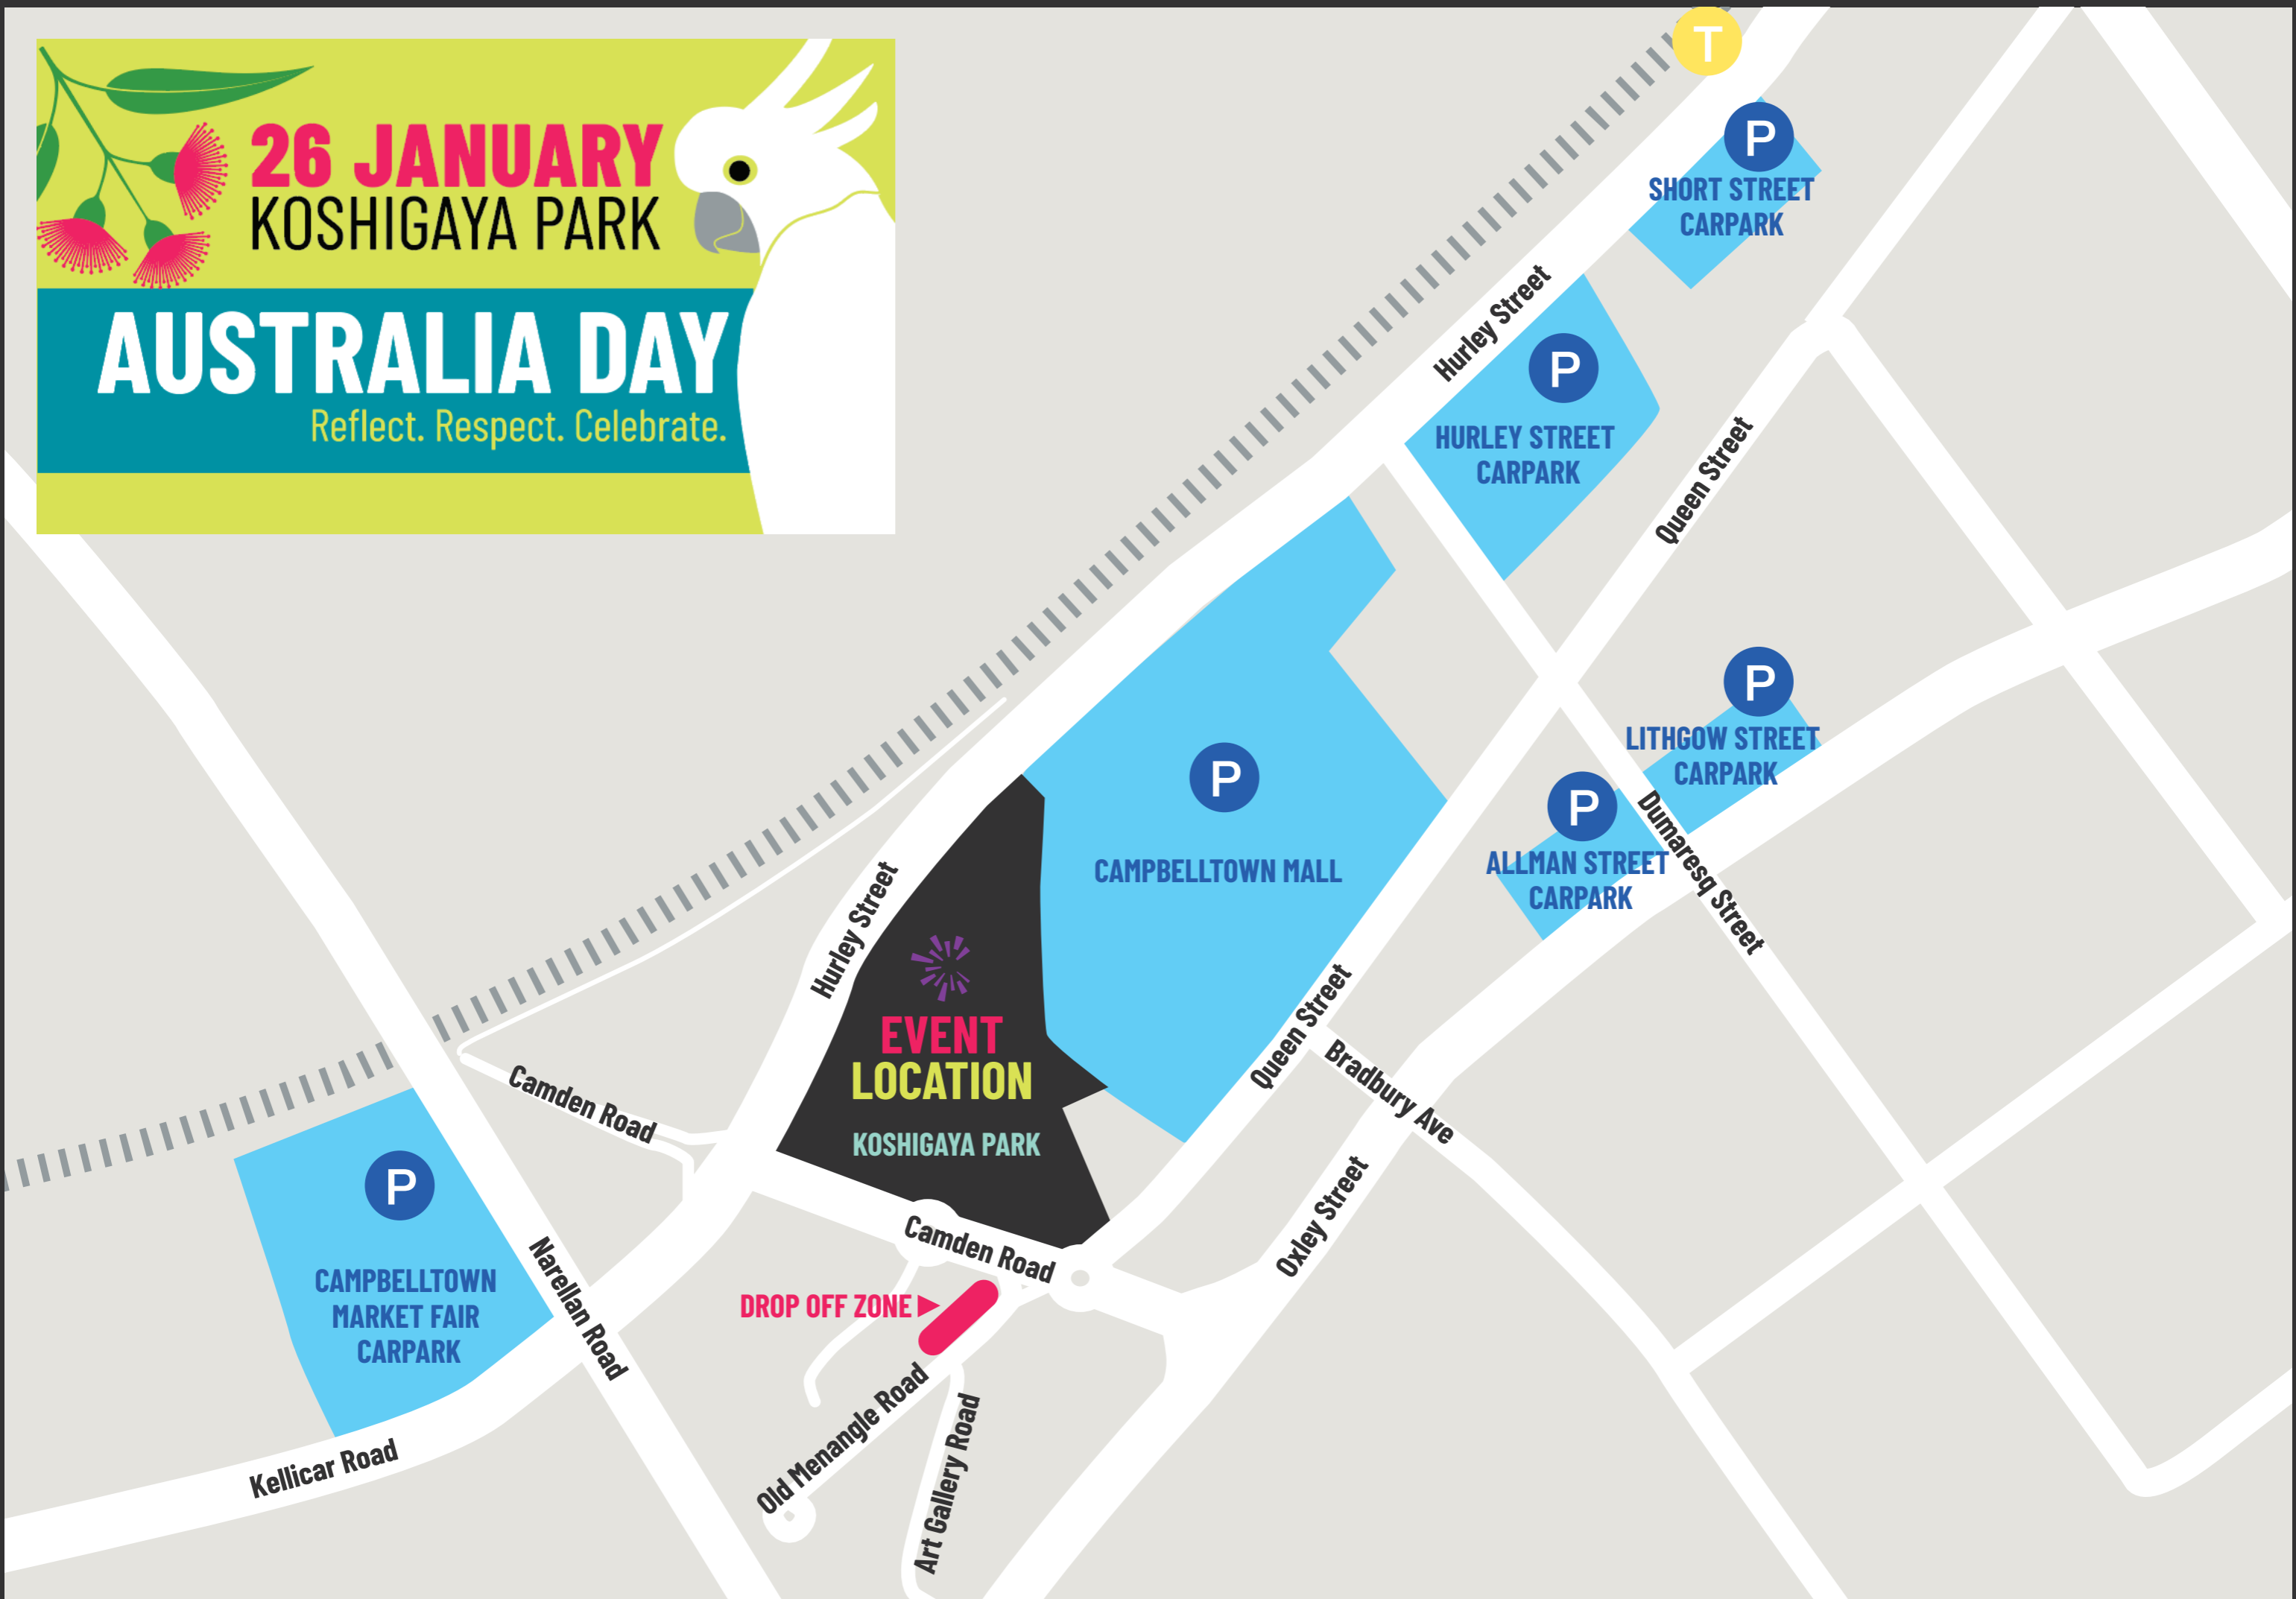 26 JANUARY
KOSHIGAYA PARK
AUSTRALIA DAY
Reflect. Respect. Celebrate.
T
P
SHORT STREET
CARPARK
Hurley Street
P
HURLEY STREET
CARPARK
Queen Street
P
LITHGOW STREET
CARPARK
P
ALLMAN STREET
CARPARK
Dumaresq Street
P
CAMPBELLTOWN MALL
Hurley Street
EVENT
LOCATION
KOSHIGAYA PARK
Queen Street
Bradbury Ave
Oxley Street
Camden Road
Camden Road
P
CAMPBELLTOWN
MARKET FAIR
CARPARK
Narellan Road
DROP OFF ZONE
Old Menangle Road
Art Gallery Road
Kellicar Road